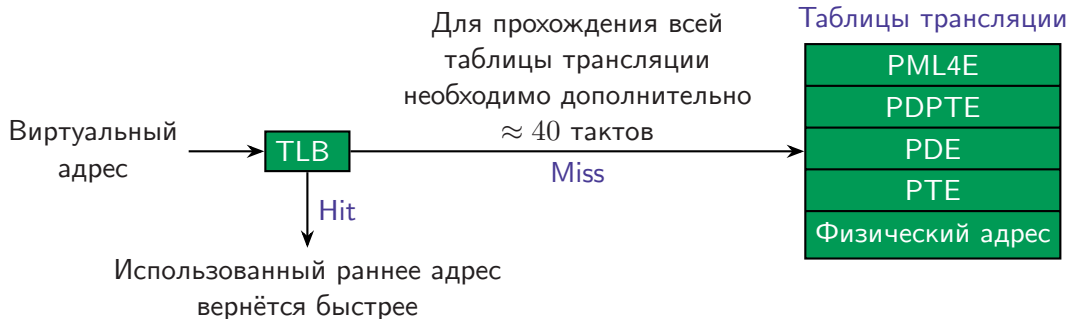 Для прохождения всей
таблицы трансляции
необходимо дополнительно
≈ 40 тактов
Таблицы трансляции
PML4E
PDPTE
PDE
PTE
Физический адрес
Виртуальный
адрес
TLB
Miss
Hit
Использованный раннее адрес
вернётся быстрее